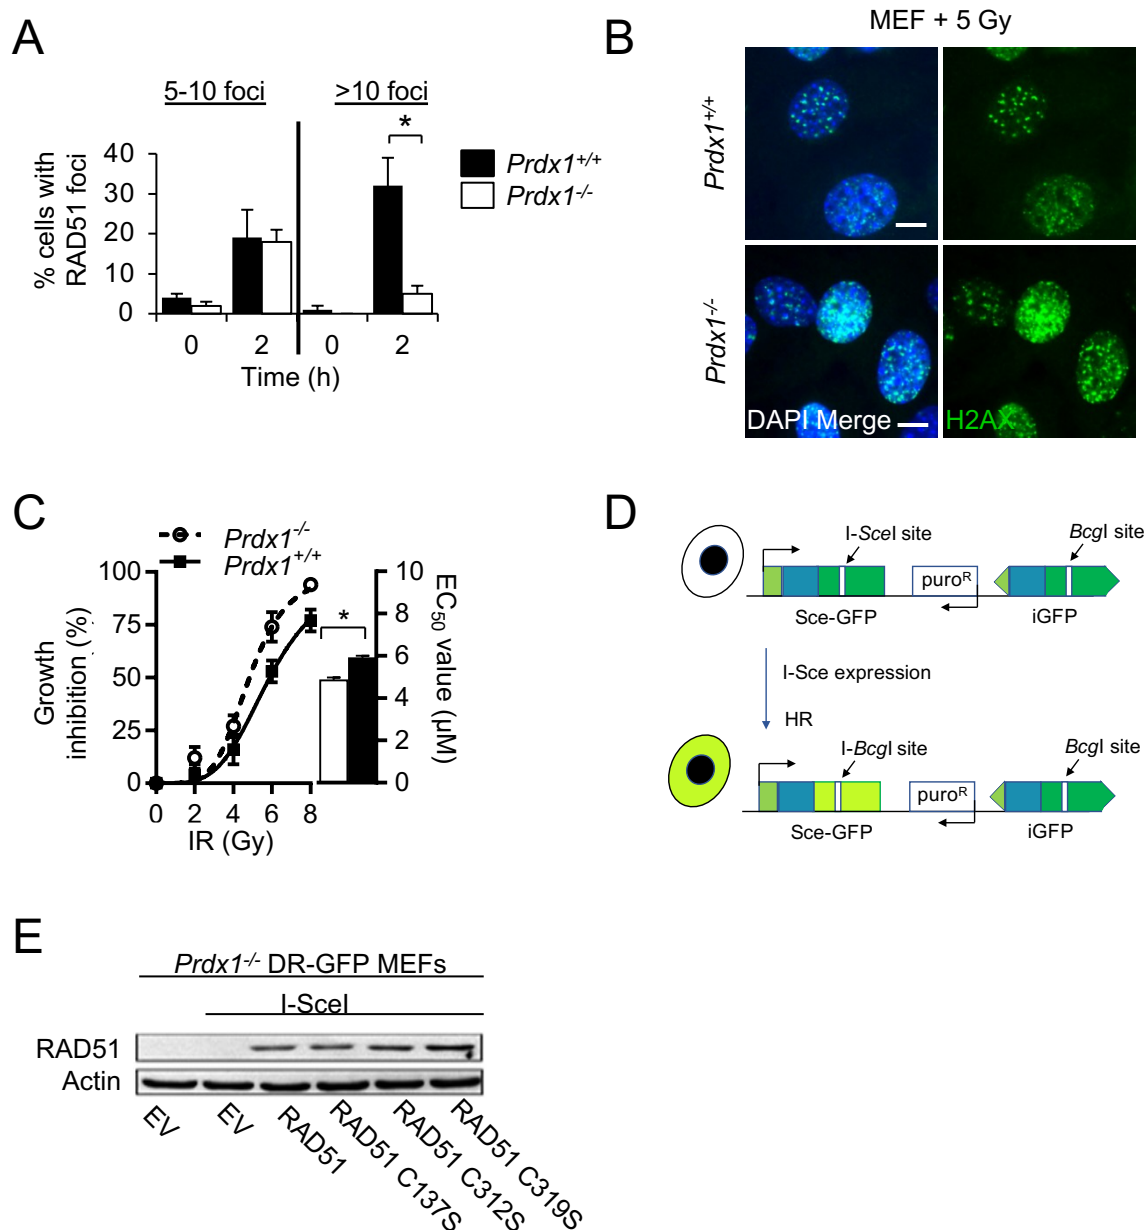 A
5-10 foci
>10 foci
*
Prdx1+/+
Prdx1-/-
% cells with
RAD51 foci
40
30
20
10
0
0
2
0
2
Time (h)
B
MEF + 5 Gy
Prdx1+/+
Prdx1-/-
DAPI Merge
H2AX
C
Prdx1-/-
Prdx1+/+
Growth
inhibition (%)
100
75
50
25
0
0
2
4
6
8
IR (Gy)
*
10
8
6
4
2
0
EC50 value (µM)
D
I-SceI site
BcgI site
puroR
Sce-GFP
iGFP
I-Sce expression
HR
I-BcgI site
BcgI site
puroR
Sce-GFP
iGFP
E
Prdx1-/- DR-GFP MEFs
I-SceI
RAD51
Actin
EV
EV
RAD51
RAD51 C137S
RAD51 C312S
RAD51 C319S